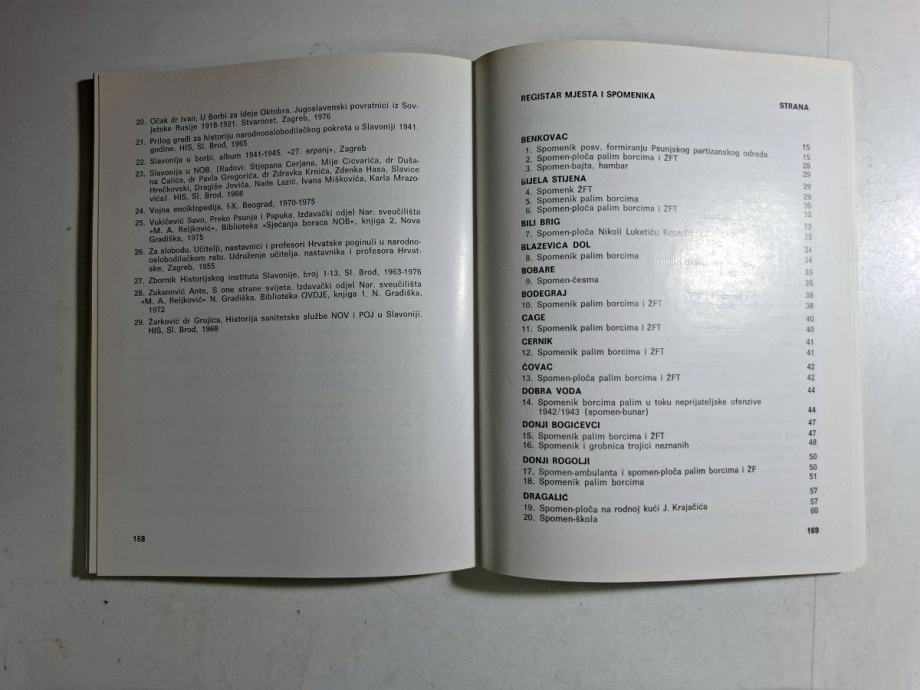 20. Očak dr Ivan, U Borbi za ideje Oktobra. Jugoslavenski povratnici iz Sov-
jetske Rusije 1918-1921. Stvarnost, Zagreb, 1976
21. Prilog građi za historiju narodnooslobodilačkog pokreta u Slavoniji 1941.
godine. HIS, Sl. Brod, 1965
22. Slavonija u borbi, album 1941-1945, «27. srpanj», Zagreb
23. Slavonija u NOB, [Radovi: Stjepana Cerjana, Mije Cicvarića, dr Duša-
na Čalića, dr Pavla Gregorića, dr Zdravka Krnića, Zdenka Hasa, Slavice
Hrečkovski, Dragiše Jovića, Nade Lazić, Ivana Miškovića, Karla Mrazo-
vića]. HIS, Sl. Brod, 1966
24. Vojna enciklopedija, I-X. Beograd, 1970-1975
25. Vukičević Savo, Preko Psunja i Papuka. Izdavački odjel Nar. sveučilišta
»M. A. Reljković«. Biblioteka »Sjećanja boraca NOB«, knjiga 2, Nova
Gradiška, 1975
26. Za slobodu. Učitelji, nastavnici i profesori Hrvatske poginuli u narodno-
oslobodilačkom ratu. Udruženje učitelja, nastavnika i profesora Hrvat-
ske, Zagreb, 1955
27. Zbornik Historijskog instituta Slavonije, broj 1-13, Sl. Brod, 1963-1976
28. Zukanović Ante, S one strane svijeta. Izdavački odjel Nar. sveučilišta
»M. A. Reljković« N. Gradiška. Biblioteka OVDJE, knjiga 1. N. Gradiška,
1972
29. Žarković dr Grujica, Historija sanitetske službe NOV i POJ u Slavoniji.
HIS, Sl. Brod, 1968
168
REGISTAR MJESTA I SPOMENIKA
STRANA
BENKOVAC 15
1. Spomenik posv. formiranju Psunjskog partizanskog odreda 15
2. Spomen-ploča palim borcima i ŽFT 28
3. Spomen-bajta, hambar 29
BIJELA STIJENA 29
4. Spomenk ŽFT 29
5. Spomenik palim borcima 30
6. Spomen-ploča palim borcima i ŽFT 32
BILI BRIG 33
7. Spomen-ploča Nikoli Luketiću 33
BLAŽEVIĆA DOL 34
8. Spomenik palim borcima 34
BOBARE 35
9. Spomen-česma 35
BODEGRAJ 38
10. Spomenik palim borcima i ŽFT 38
CAGE 40
11. Spomenik palim borcima i ŽFT 40
CERNIK 41
12. Spomenik palim borcima i ŽFT 41
ČOVAC 42
13. Spomen-ploča palim borcima i ŽFT 42
DOBRA VODA 44
14. Spomenik borcima palim u toku neprijateljske ofenzive
1942/1943 (spomen-bunar) 44
DONJI BOGIĆEVCI 47
15. Spomenik palim borcima i ŽFT 47
16. Spomenik i grobnica trojici neznanih 48
DONJI ROGOLJI 50
17. Spomen-ambulanta i spomen-ploča palim borcima i ŽF 50
18. Spomenik palim borcima 51
DRAGALIĆ 57
19. Spomen-ploča na rodnoj kući J. Krajačića 57
20. Spomen-škola 60
169